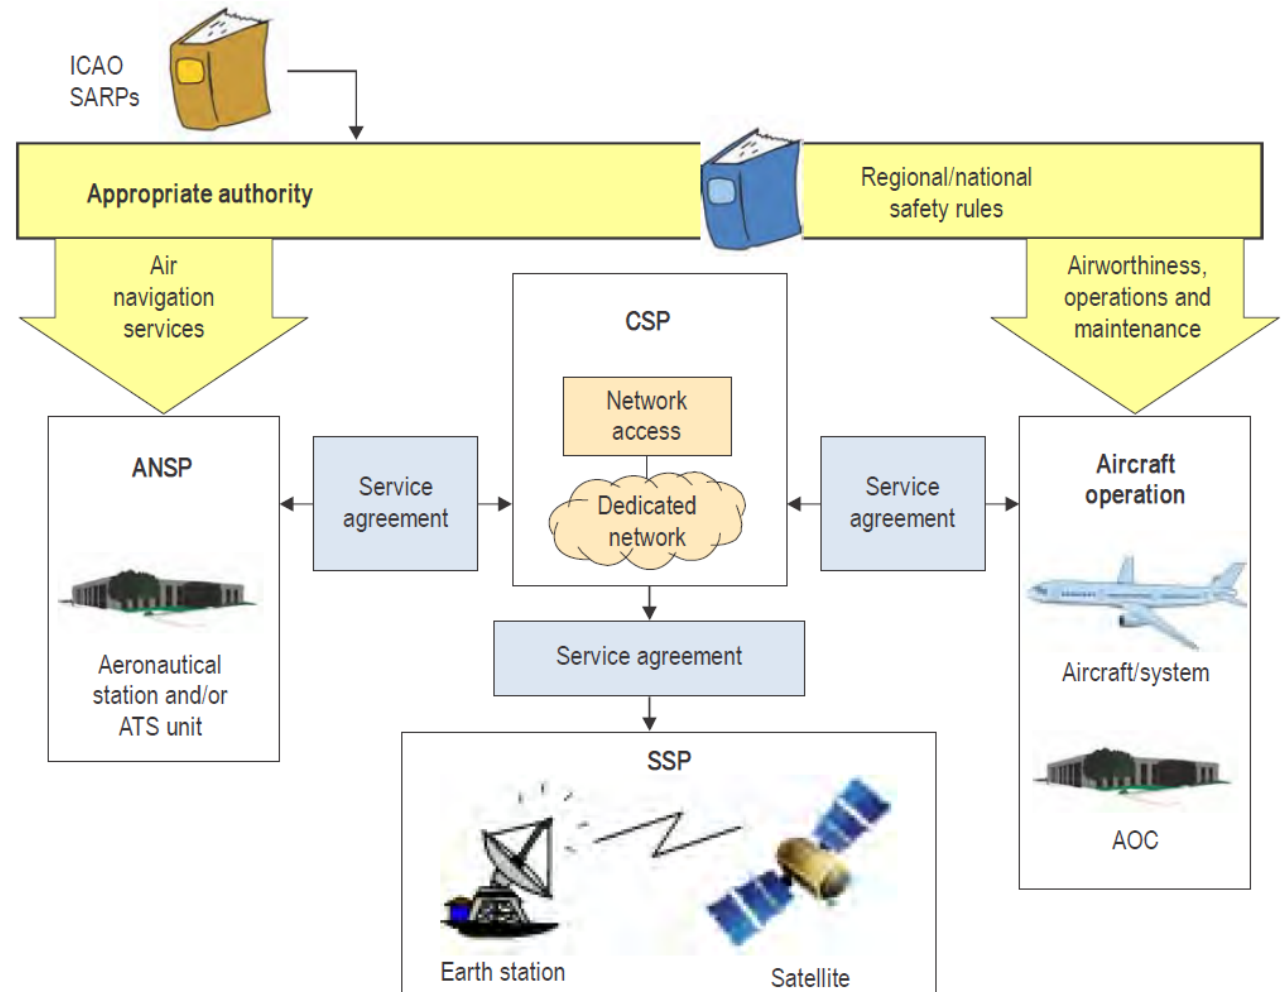 ICAO
SARPs
Appropriate authority
Regional/national
safety rules
Air
navigation
services
Airworthiness,
operations and
maintenance
CSP
Network
access
Dedicated
network
ANSP
Service
agreement
Service
agreement
Aircraft
operation
Aeronautical
station and/or
ATS unit
Service agreement
Aircraft/system
AOC
SSP
Earth station
Satellite